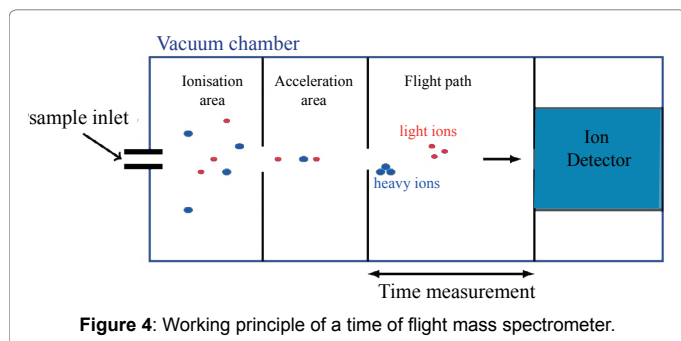 Vacuum chamber
Ionisation
area
Acceleration
area
Flight path
sample inlet
light ions
heavy ions
Ion
Detector
Time measurement
Figure 4: Working principle of a time of flight mass spectrometer.